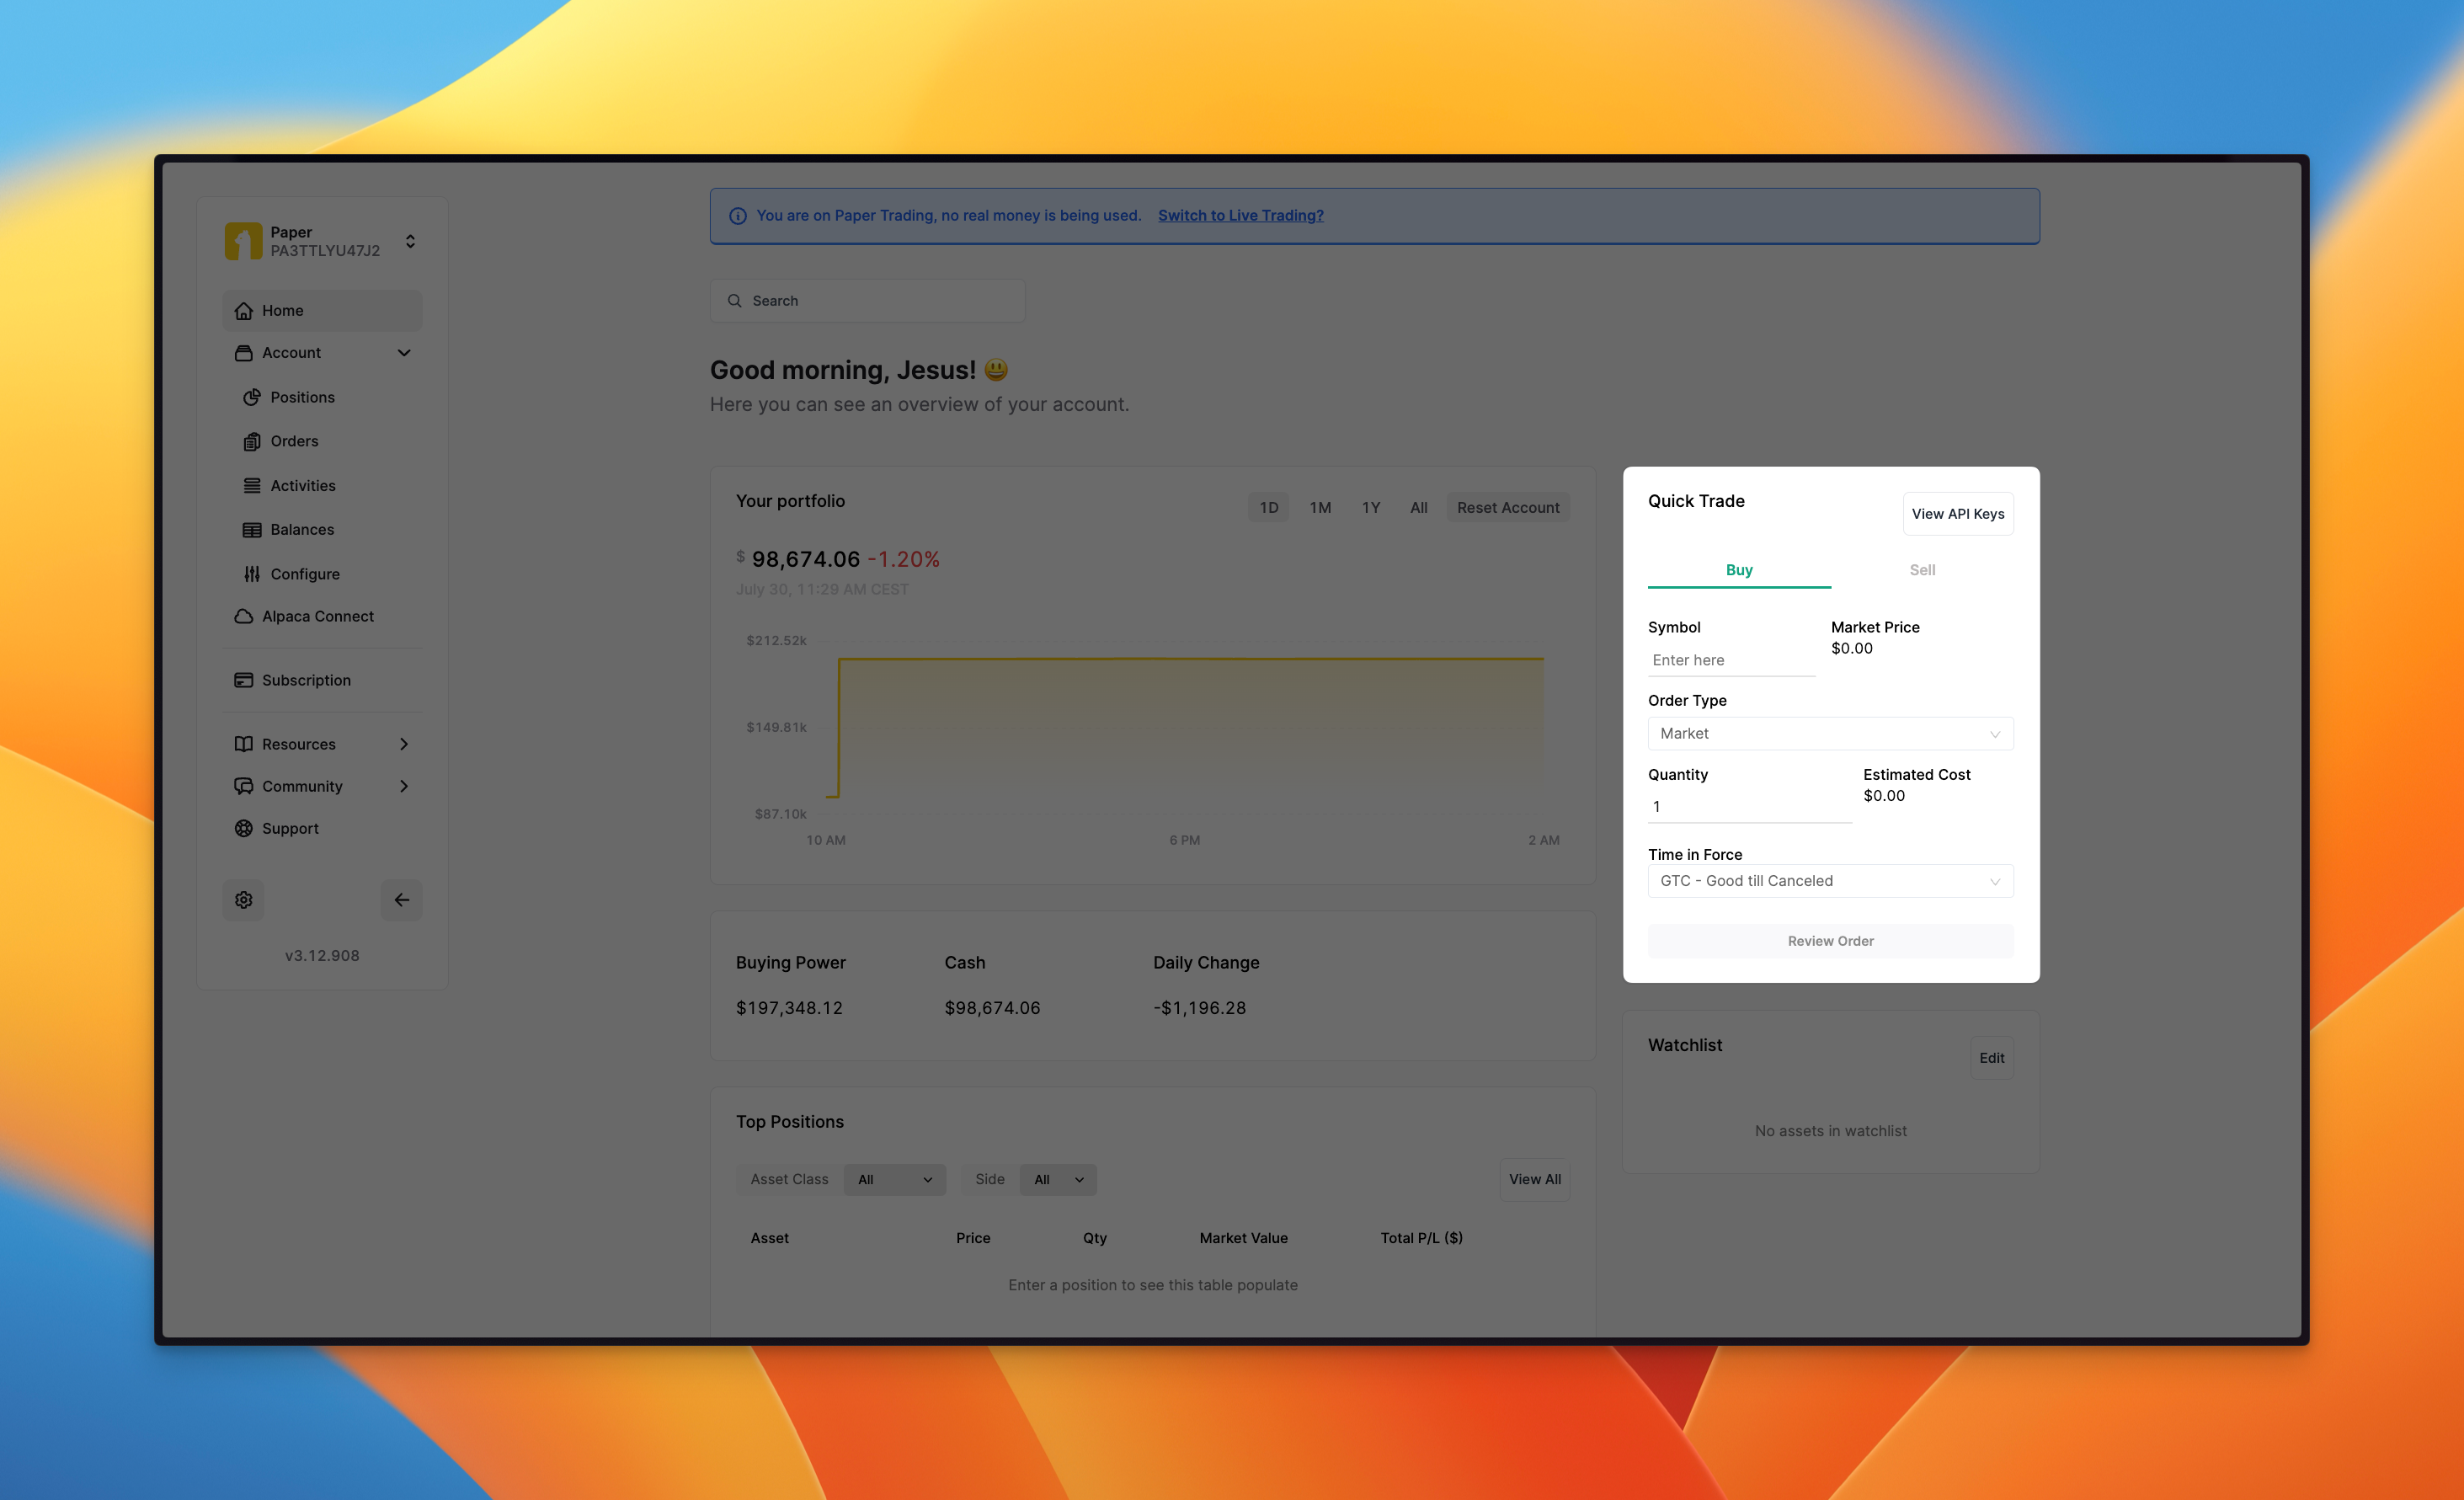 Paper
PA3TTLYU47J2
Home
Account
Positions
Orders
Activities
Balances
Configure
Alpaca Connect
Subscription
Resources
Community
Support
v3.12.908
You are on Paper Trading, no real money is being used. Switch to Live Trading?
Search
Good morning, Jesus! 😃
Here you can see an overview of your account.
Your portfolio
1D 1M 1Y All Reset Account
$ 98,674.06 -1.20%
July 30, 11:29 AM CEST
$212.52k
$149.81k
$87.10k
10 AM 6 PM 2 AM
Buying Power Cash Daily Change
$197,348.12 $98,674.06 -$1,196.28
Top Positions
Asset Class All Side All View All
Asset Price Qty Market Value Total P/L ($)
Enter a position to see this table populate
Quick Trade
View API Keys
Buy Sell
Symbol Market Price
$0.00
Enter here
Order Type
Market
Quantity Estimated Cost
$0.00
1
Time in Force
GTC - Good till Canceled
Review Order
Watchlist
Edit
No assets in watchlist